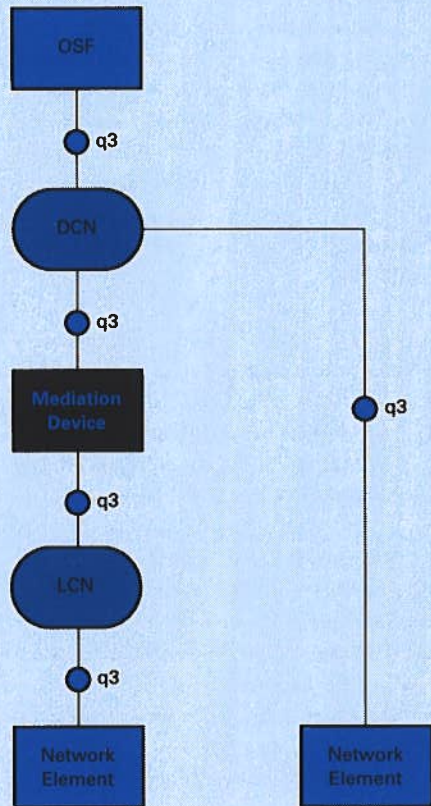 OSF
q3
DCN
q3
Mediation
Device
q3
q3
LCN
q3
Network
Element
Network
Element